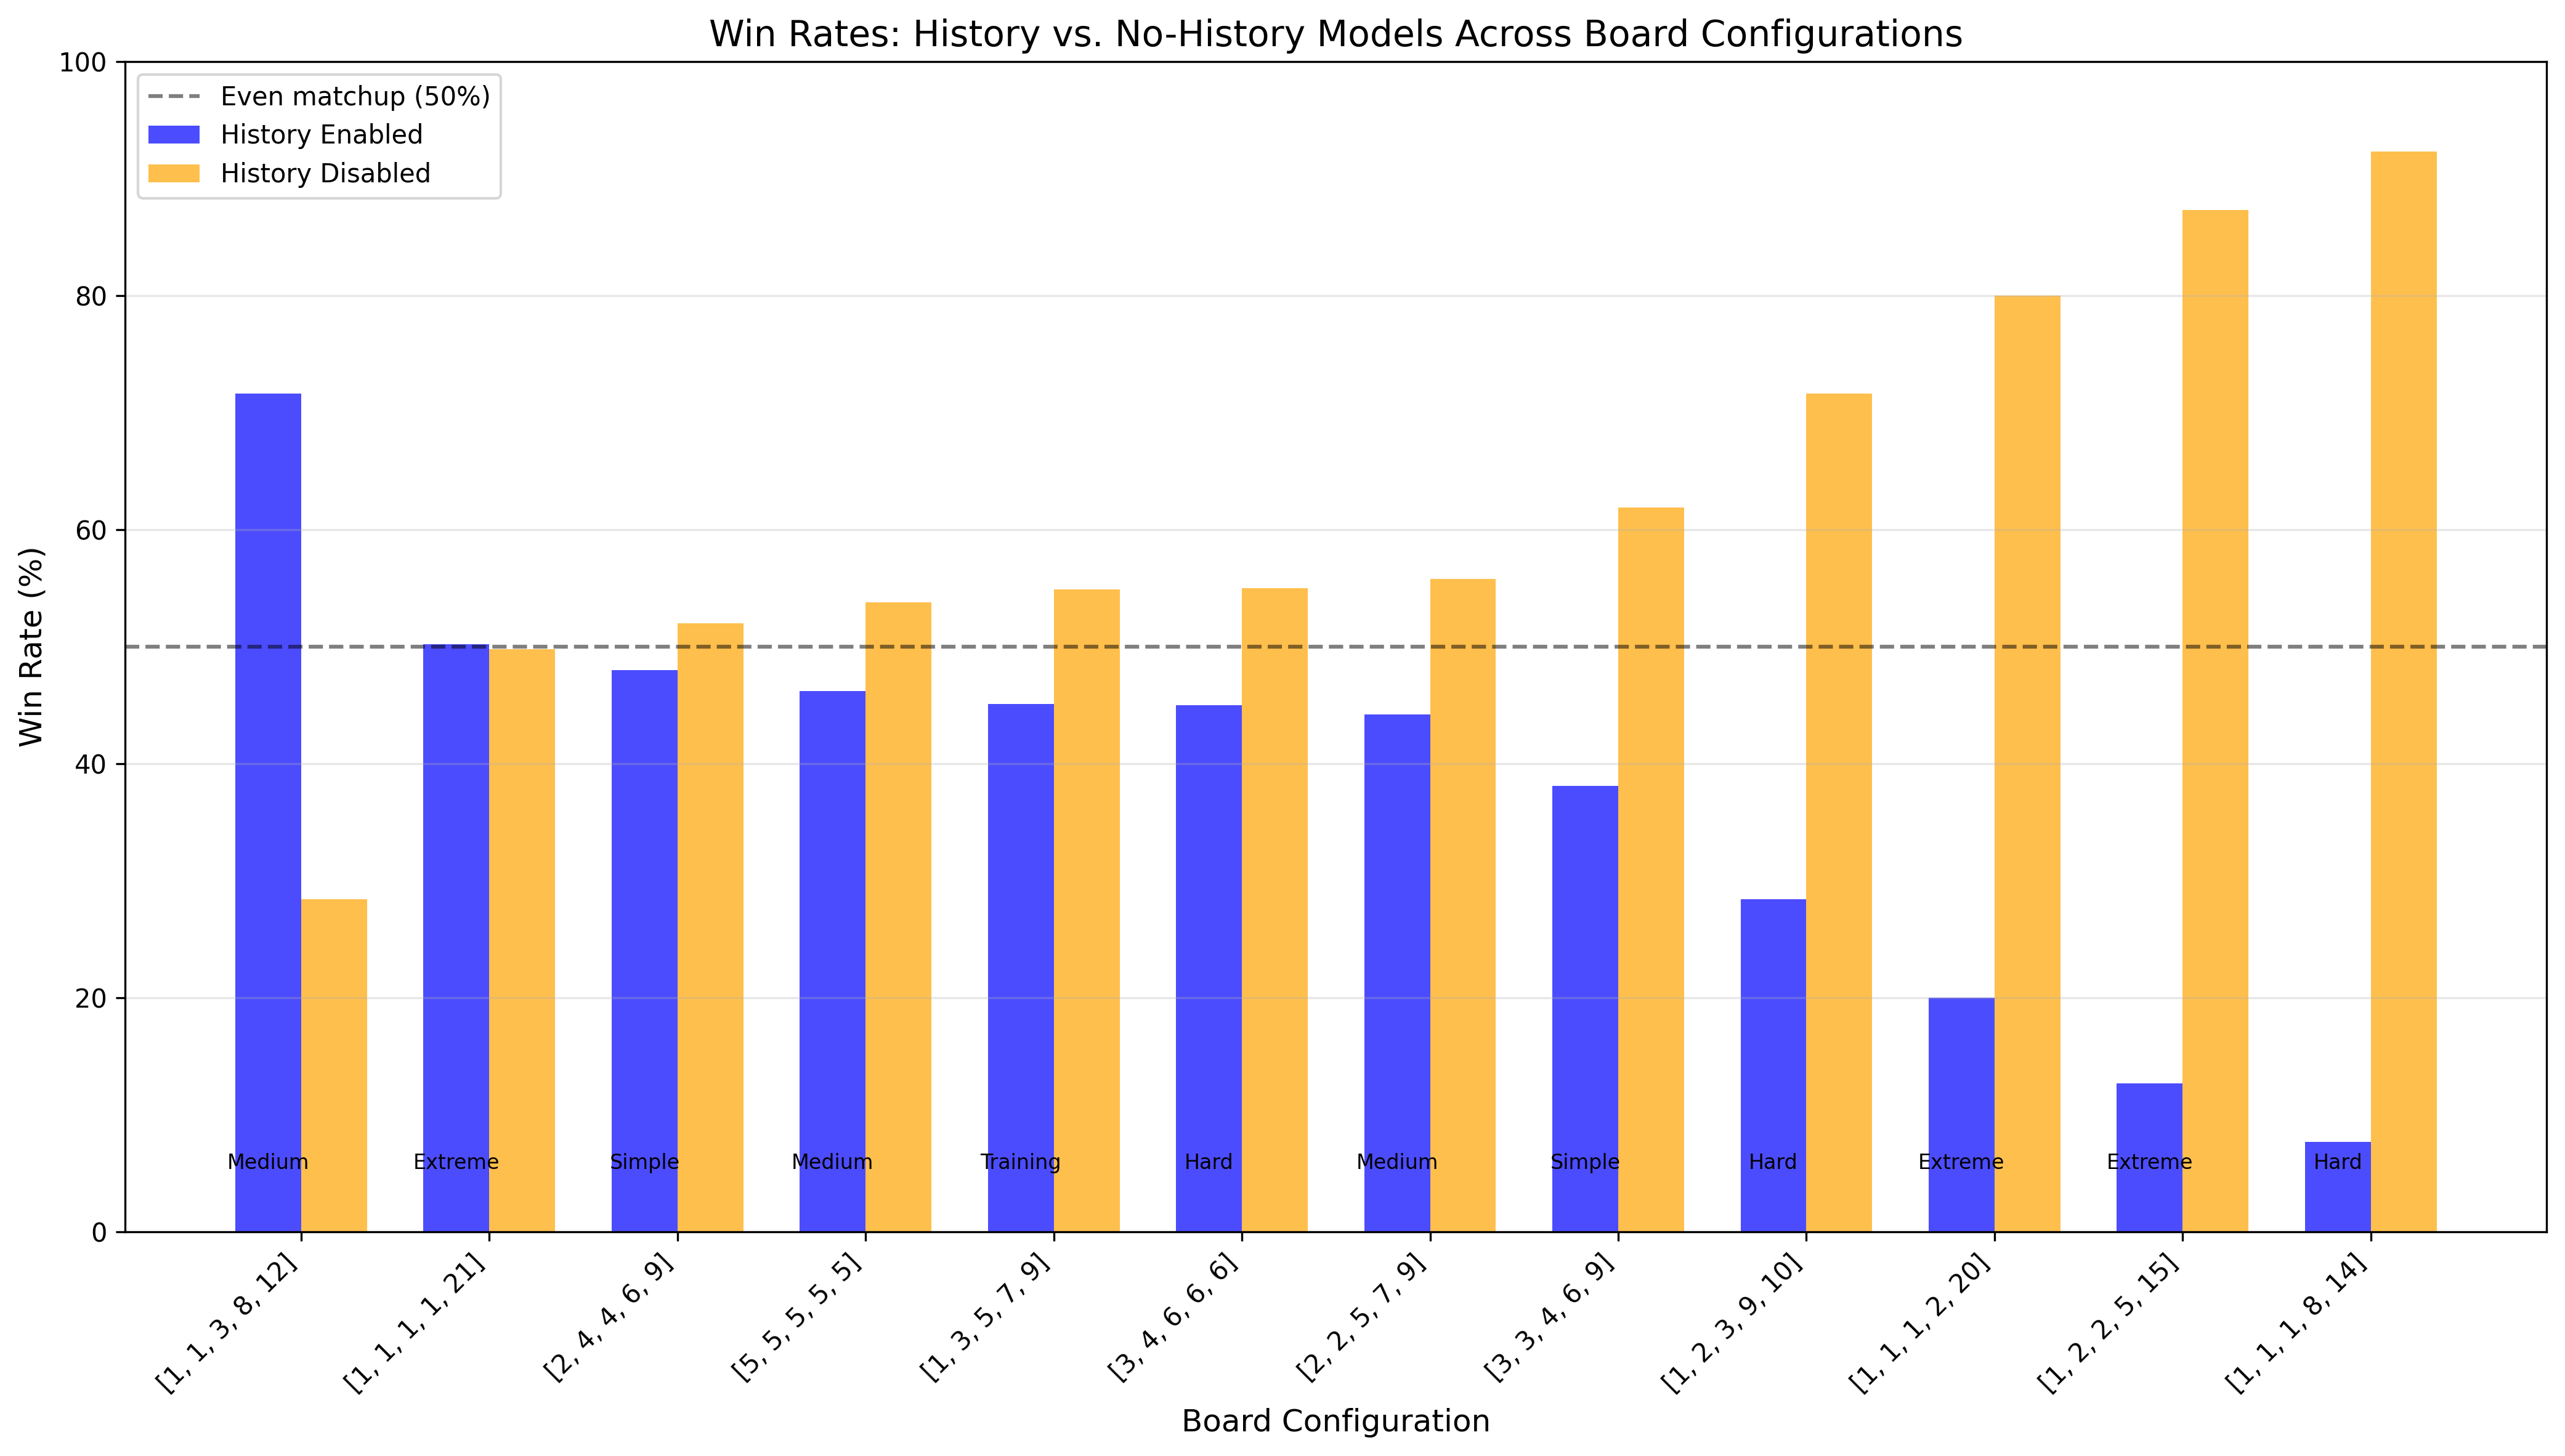 Win Rates: History vs. No-History Models Across Board Configurations
Even matchup (50%)
History Enabled
History Disabled
Win Rate (%)
100
80
60
40
20
0
Medium
Extreme
Simple
Medium
Training
Hard
Medium
Simple
Hard
Extreme
Extreme
Hard
[1, 1, 3, 8, 12]
[1, 1, 1, 1, 21]
[2, 4, 4, 6, 9]
[5, 5, 5, 5, 5]
[1, 3, 5, 7, 9]
[3, 4, 6, 6, 6]
[2, 2, 5, 7, 9]
[3, 3, 4, 6, 9]
[1, 2, 3, 9, 10]
[1, 1, 1, 2, 20]
[1, 2, 2, 5, 15]
[1, 1, 1, 8, 14]
Board Configuration